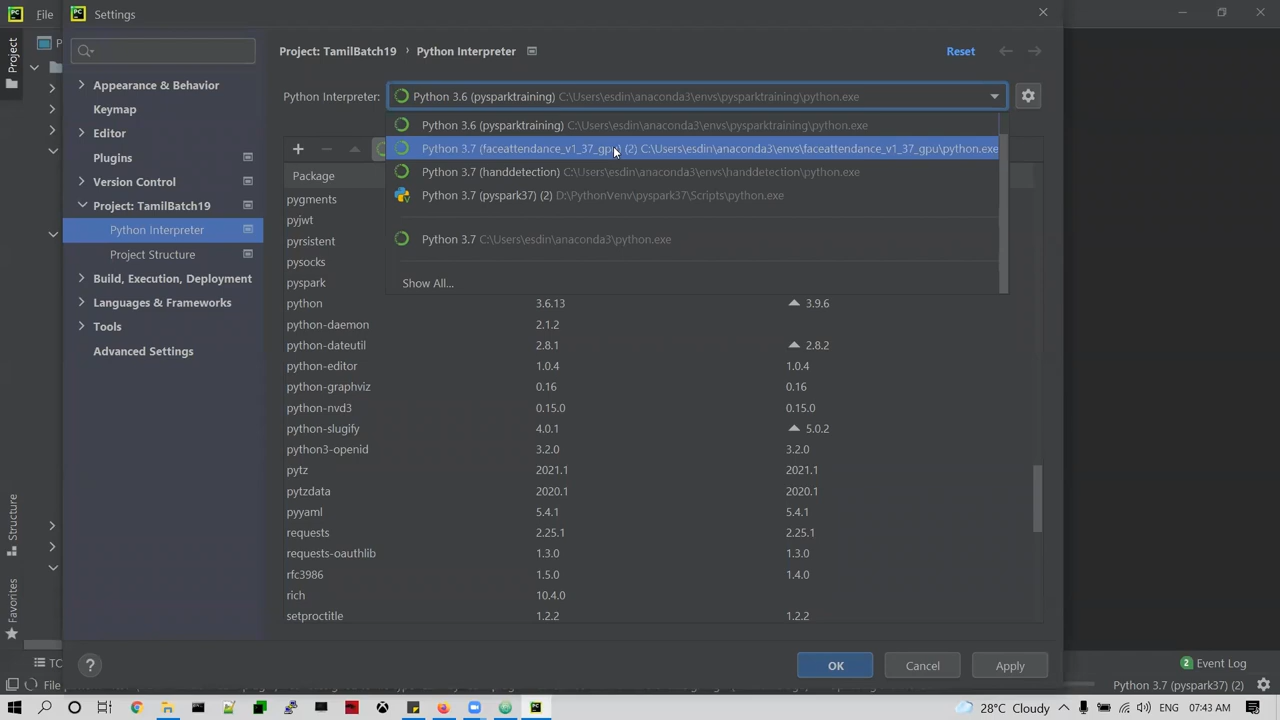 File
Settings
Project: TamilBatch19 › Python Interpreter
Reset
Project
P
Appearance & Behavior
Keymap
Editor
Plugins
Version Control
Project: TamilBatch19
Python Interpreter
Project Structure
Build, Execution, Deployment
Languages & Frameworks
Tools
Advanced Settings
Python Interpreter: Python 3.6 (pysparktraining) C:\Users\esdin\anaconda3\envs\pysparktraining\python.exe
Python 3.6 (pysparktraining) C:\Users\esdin\anaconda3\envs\pysparktraining\python.exe
Python 3.7 (faceattendance_v1_37_gpu) (2) C:\Users\esdin\anaconda3\envs\faceattendance_v1_37_gpu\python.exe
Python 3.7 (handdetection) C:\Users\esdin\anaconda3\envs\handdetection\python.exe
Python 3.7 (pyspark37) (2) D:\PythonVenv\pyspark37\Scripts\python.exe
Python 3.7 C:\Users\esdin\anaconda3\python.exe
Show All...
Package
pygments
pyjwt
pyrsistent
pysocks
pyspark
python 3.6.13 3.9.6
python-daemon 2.1.2
python-dateutil 2.8.1 2.8.2
python-editor 1.0.4 1.0.4
python-graphviz 0.16 0.16
python-nvd3 0.15.0 0.15.0
python-slugify 4.0.1 5.0.2
python3-openid 3.2.0 3.2.0
pytz 2021.1 2021.1
pytzdata 2020.1 2020.1
pyyaml 5.4.1 5.4.1
requests 2.25.1 2.25.1
requests-oauthlib 1.3.0 1.3.0
rfc3986 1.5.0 1.4.0
rich 10.4.0
setproctitle 1.2.2 1.2.2
Structure
Favorites
OK
Cancel
Apply
TO
2 Event Log
Python 3.7 (pyspark37) (2)
28°C Cloudy
07:43 AM